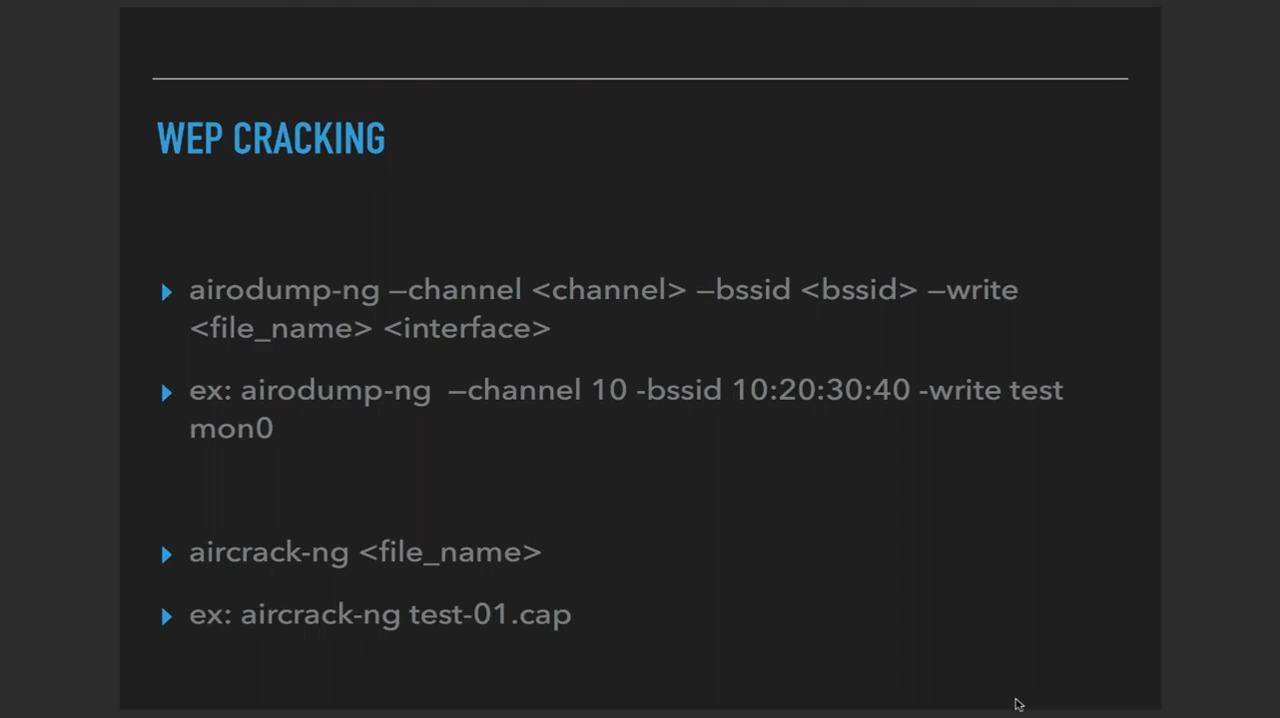 WEP CRACKING
airodump-ng –channel <channel> –bssid <bssid> –write
<file_name> <interface>
ex: airodump-ng  –channel 10 -bssid 10:20:30:40 -write test
mon0
aircrack-ng <file_name>
ex: aircrack-ng test-01.cap